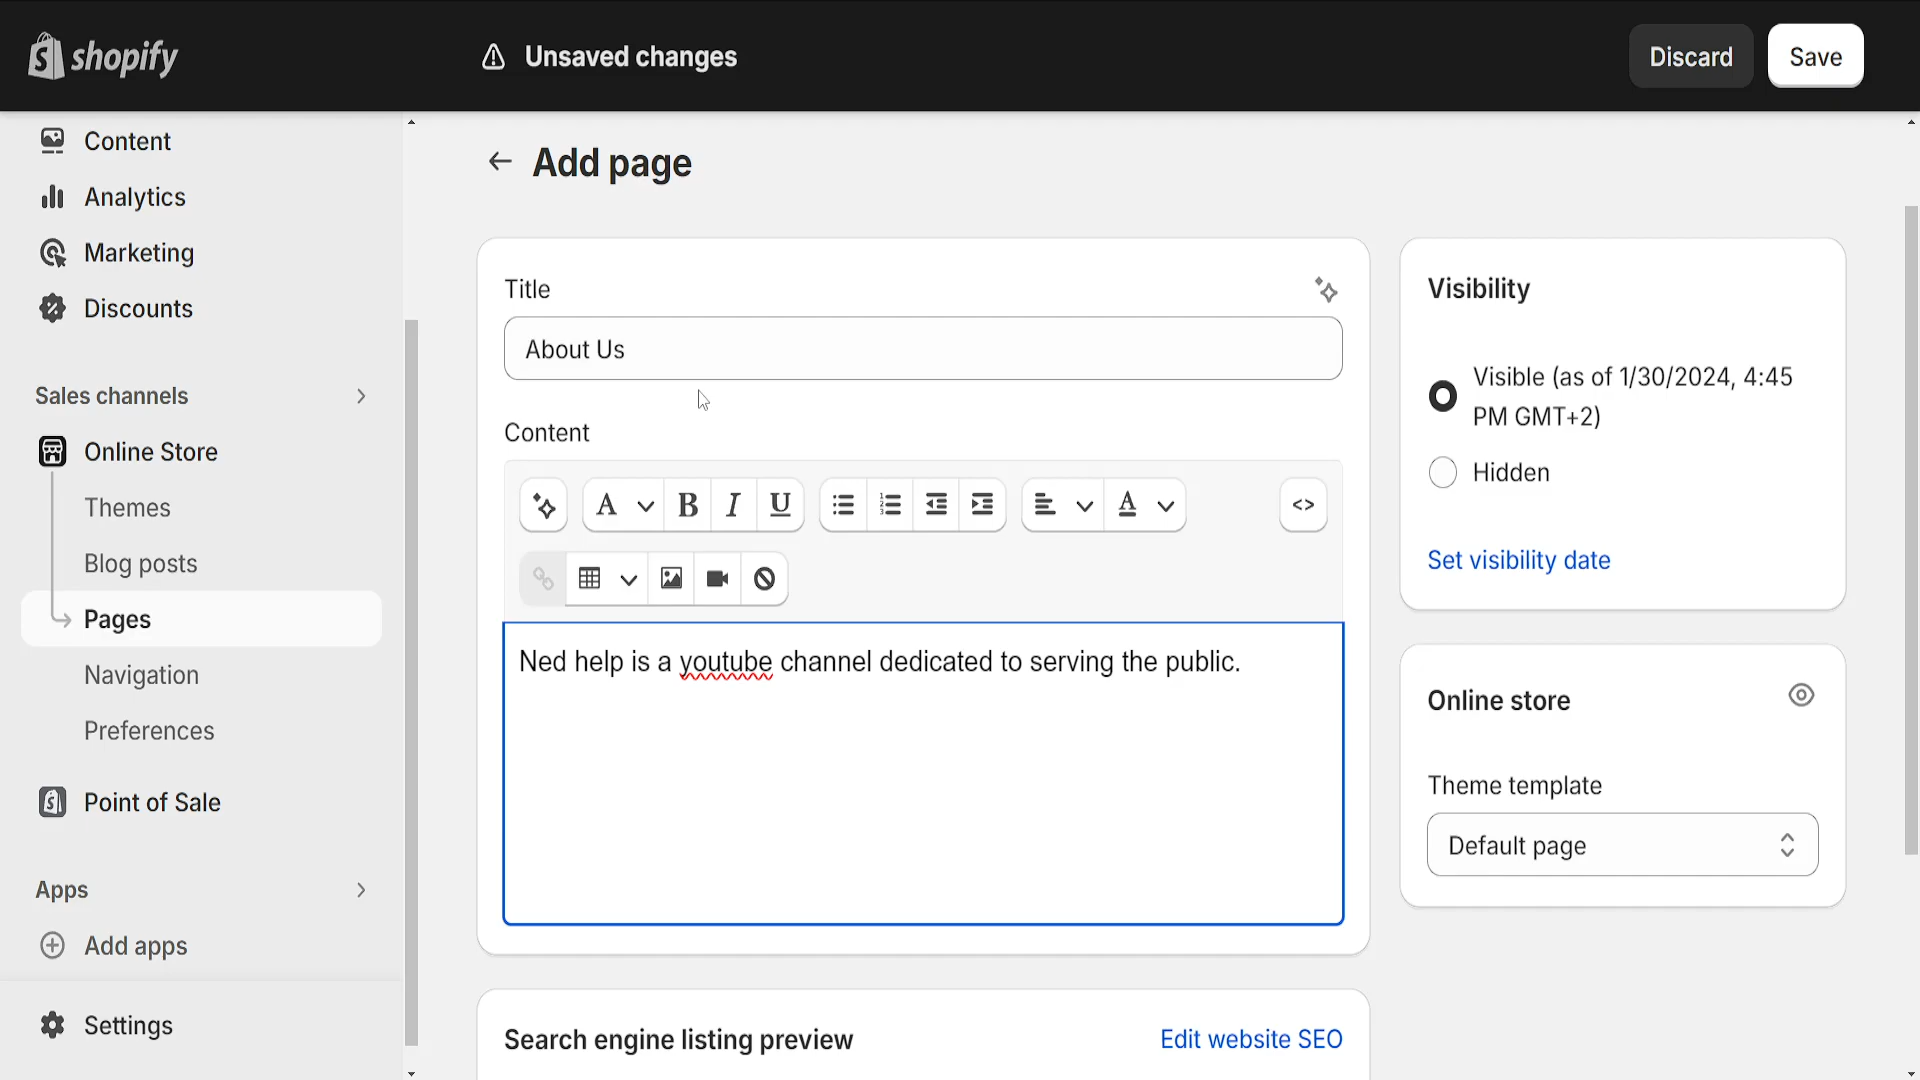 shopify
Unsaved changes
Discard
Save
Content
Analytics
Marketing
Discounts
Sales channels
Online Store
Themes
Blog posts
Pages
Navigation
Preferences
Point of Sale
Apps
Add apps
Settings
Add page
Title
About Us
Content
A B I U A <>
Ned help is a youtube channel dedicated to serving the public.
Search engine listing preview
Edit website SEO
Visibility
Visible (as of 1/30/2024, 4:45
PM GMT+2)
Hidden
Set visibility date
Online store
Theme template
Default page